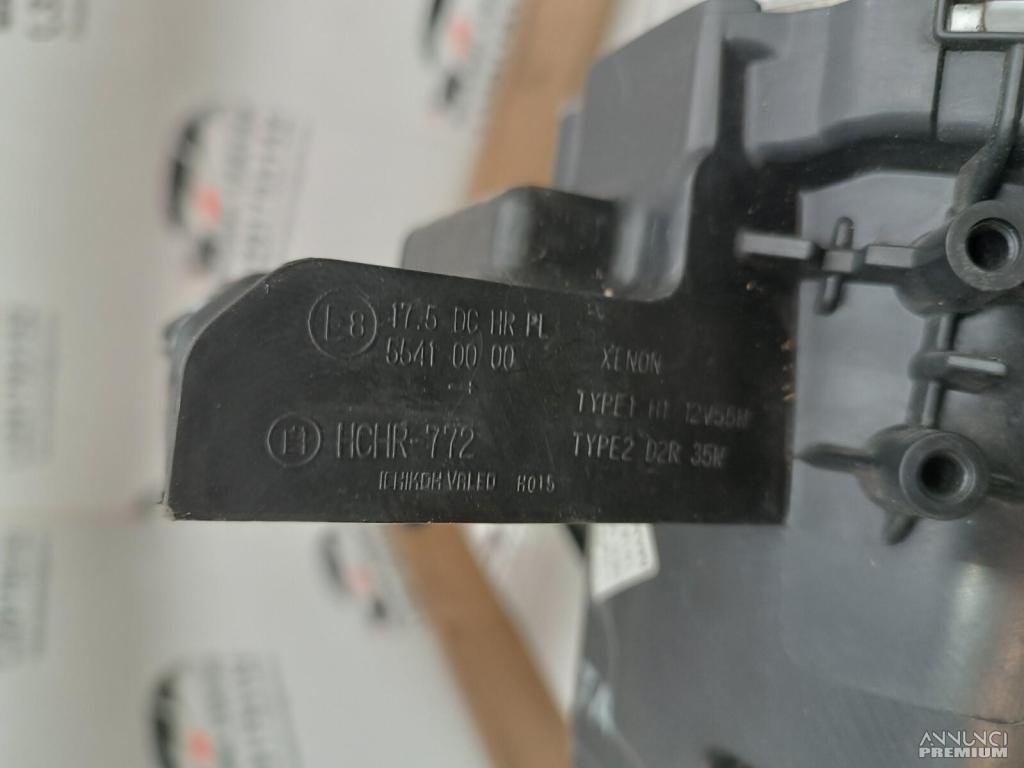 E8 17.5 DC HR PL
5541 00 00
HCHR-772
ICHIKOH VALEO H015
XENON
TYPE1 H1 12V55W
TYPE2 D2R 35W
ANNUNCI
PREMIUM